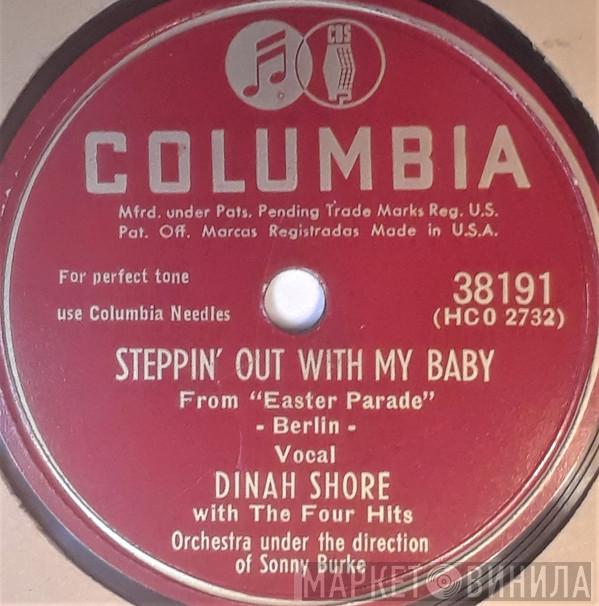 CBS
COLUMBIA
Mfrd. under Pats. Pending Trade Marks Reg. U.S.
Pat. Off. Marcas Registradas Made in U.S.A.
For perfect tone
use Columbia Needles
38191
(HCO 2732)
STEPPIN' OUT WITH MY BABY
From "Easter Parade"
- Berlin -
Vocal
DINAH SHORE
with The Four Hits
Orchestra under the direction
of Sonny Burke
МАРКЕТ ВИНИЛА